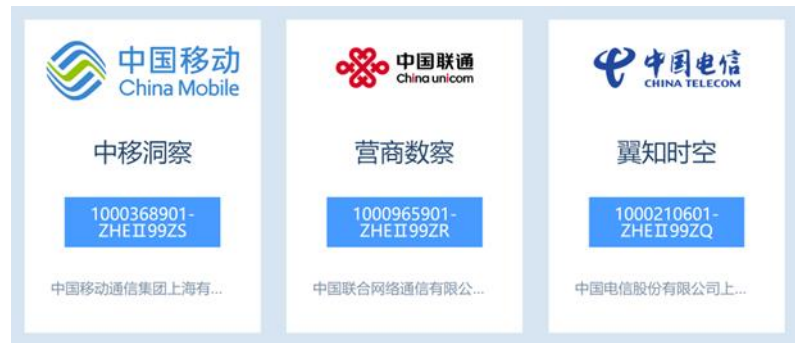 中国移动
China Mobile
中移洞察
1000368901-
ZHEⅡ99ZS
中国移动通信集团上海有...
中国联通
China unicom
营商数察
1000965901-
ZHEⅡ99ZR
中国联合网络通信有限公...
中国电信
CHINA TELECOM
翼知时空
1000210601-
ZHEⅡ99ZQ
中国电信股份有限公司上...